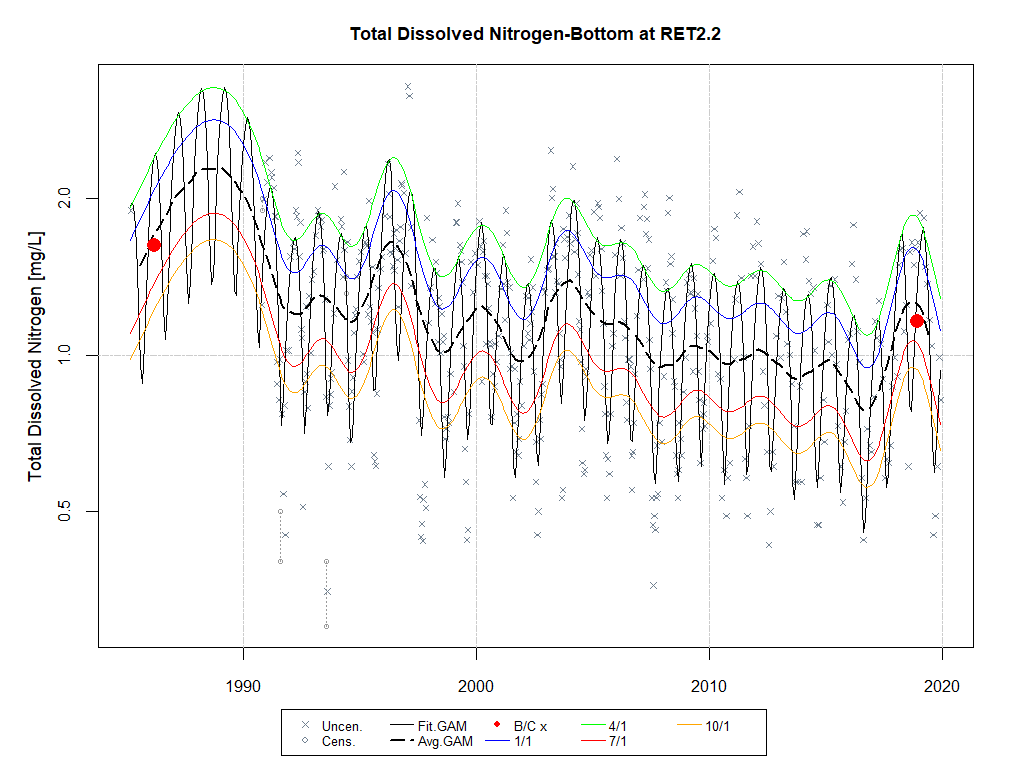 Total Dissolved Nitrogen-Bottom at RET2.2
Total Dissolved Nitrogen [mg/L]
2.0
1.0
0.5
1990 2000 2010 2020
Uncen. Fit.GAM B/C x 4/1 10/1
Cens. Avg.GAM 1/1 7/1